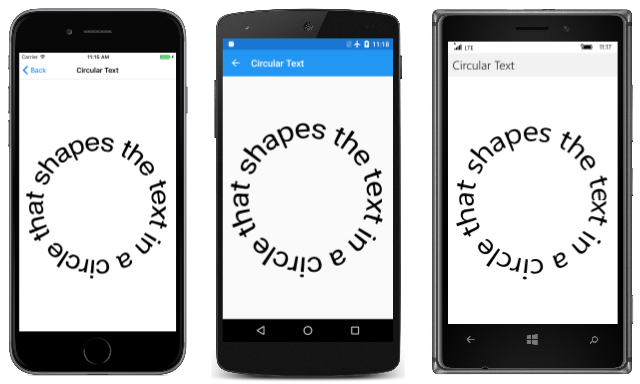 Carrier 11:15 AM
Back Circular Text
shapes the text in a circle that
11:18
Circular Text
shapes the text in a circle that
LTE 11:17
Circular Text
shapes the text in a circle that